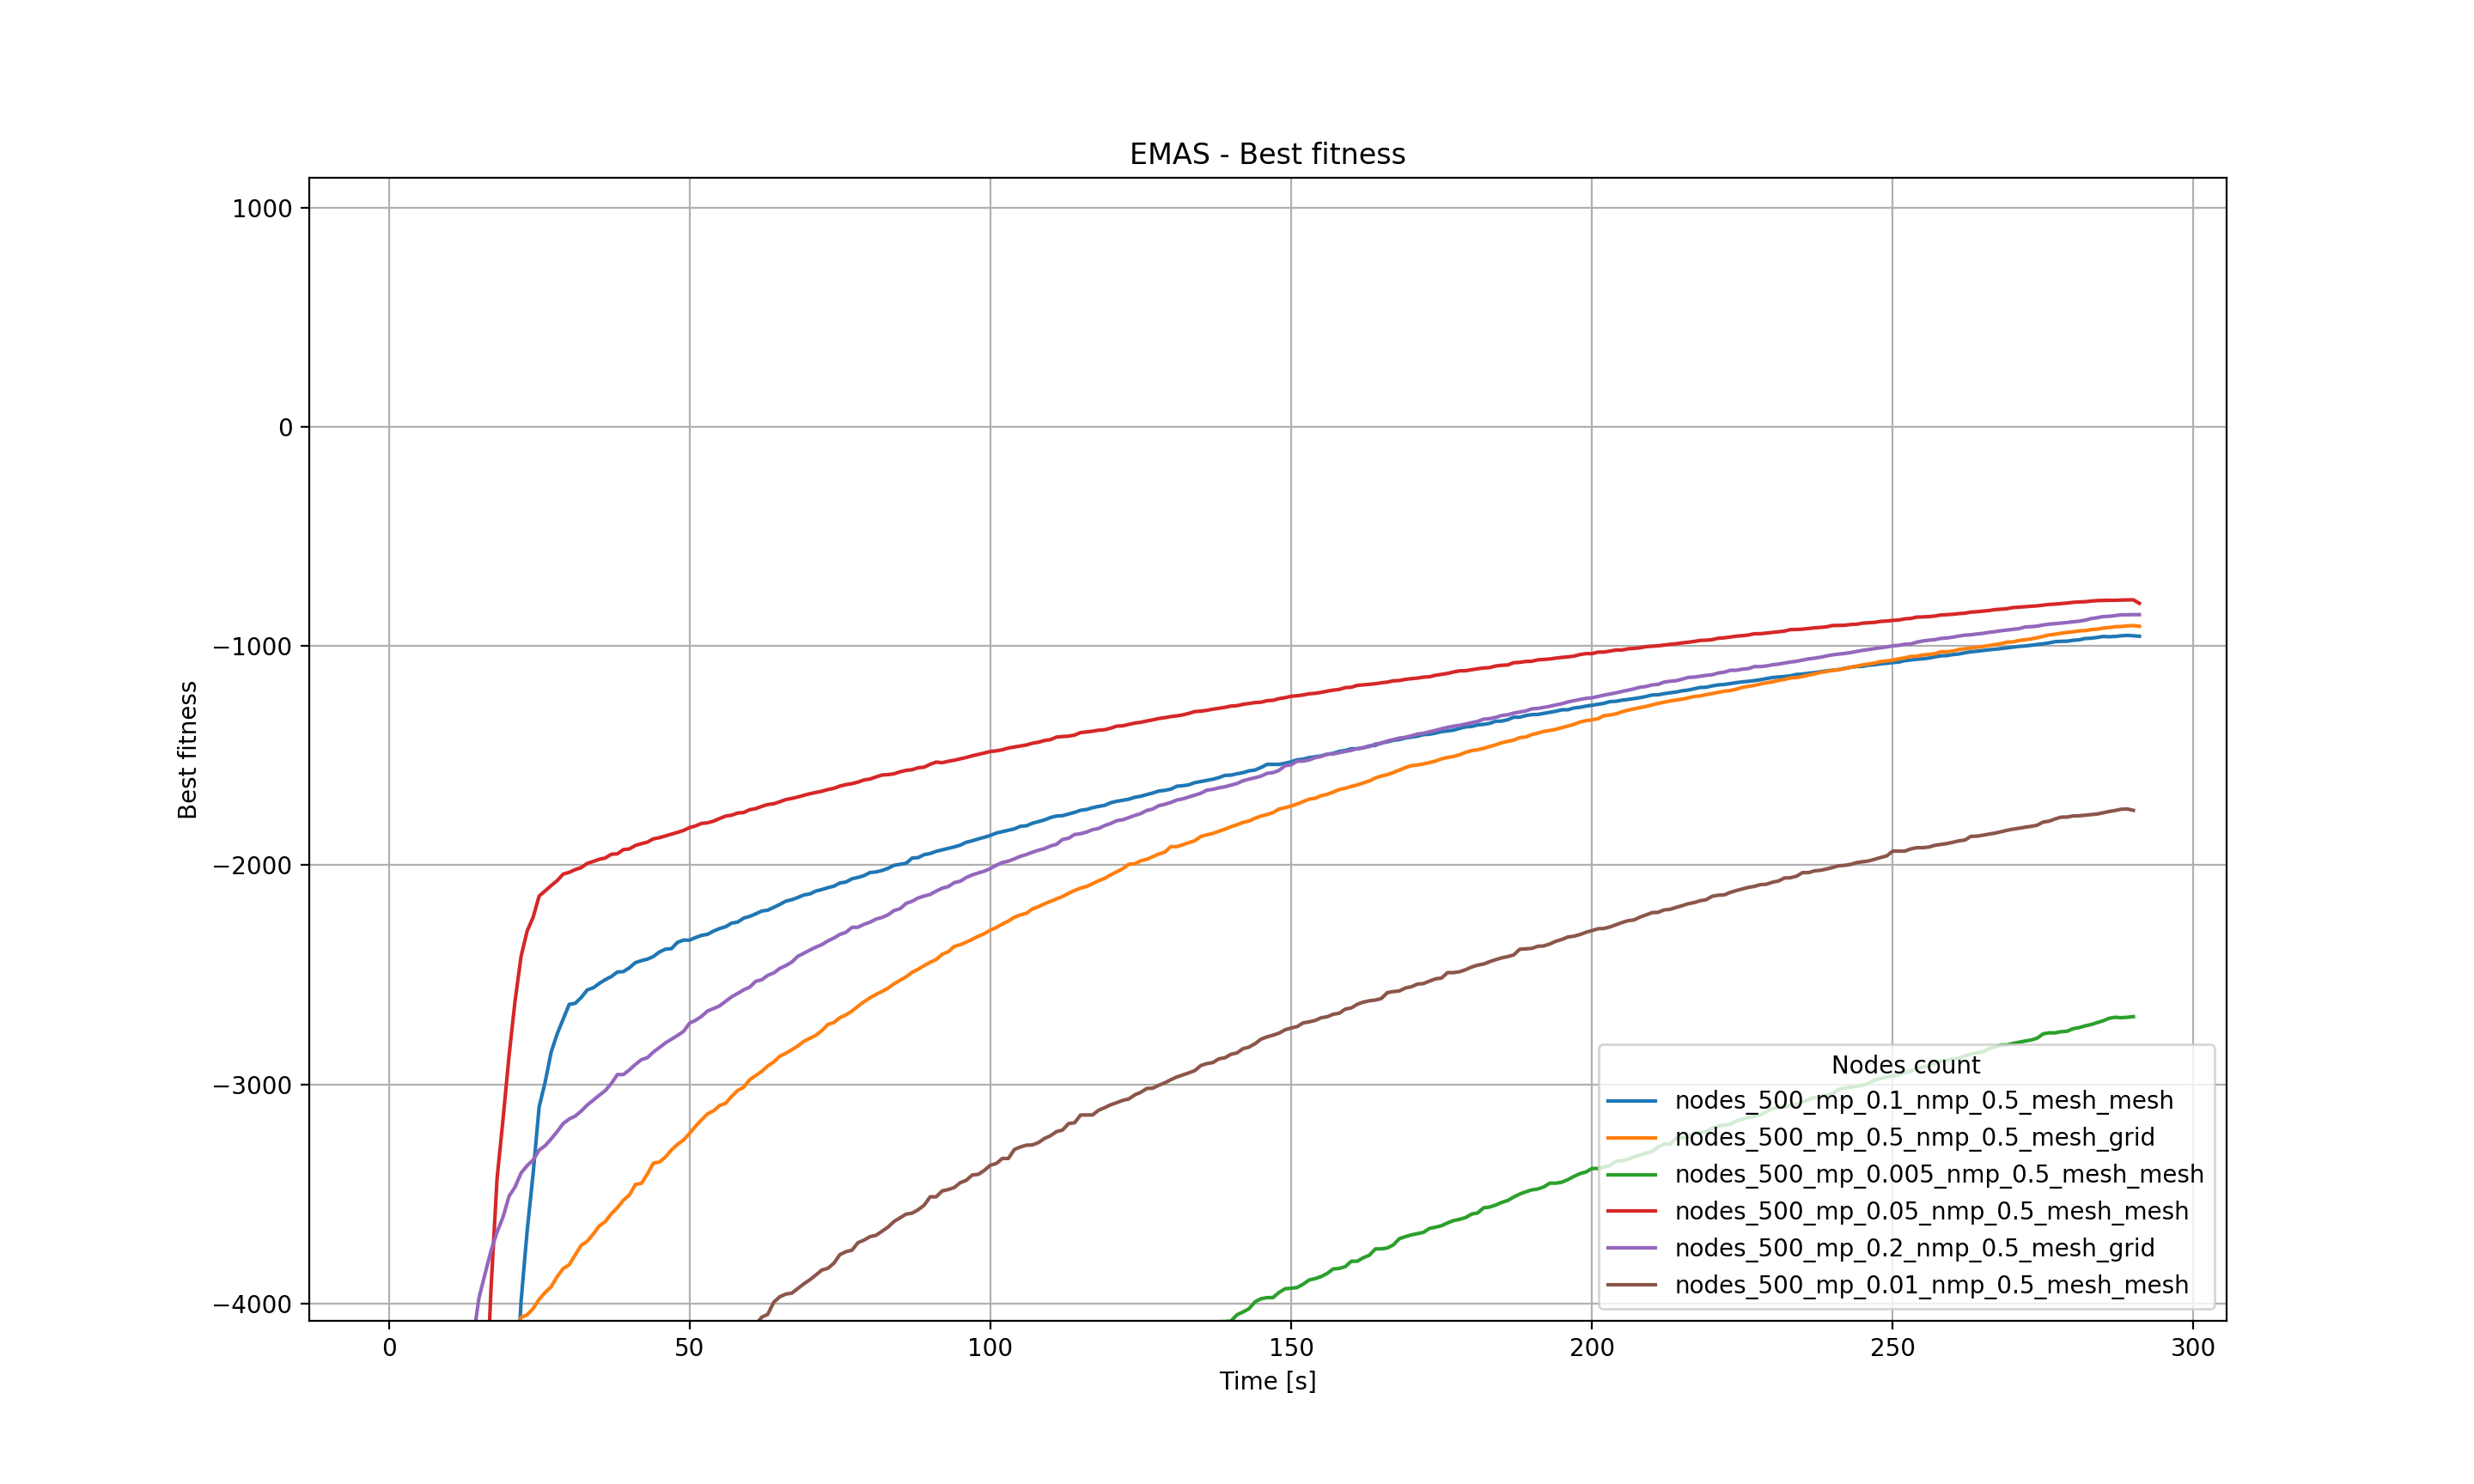 EMAS - Best fitness
1000
0
−1000
−2000
−3000
−4000
Best fitness
0
50
100
150
200
250
300
Time [s]
Nodes count
nodes_500_mp_0.1_nmp_0.5_mesh_mesh
nodes_500_mp_0.5_nmp_0.5_mesh_grid
nodes_500_mp_0.005_nmp_0.5_mesh_mesh
nodes_500_mp_0.05_nmp_0.5_mesh_mesh
nodes_500_mp_0.2_nmp_0.5_mesh_grid
nodes_500_mp_0.01_nmp_0.5_mesh_mesh